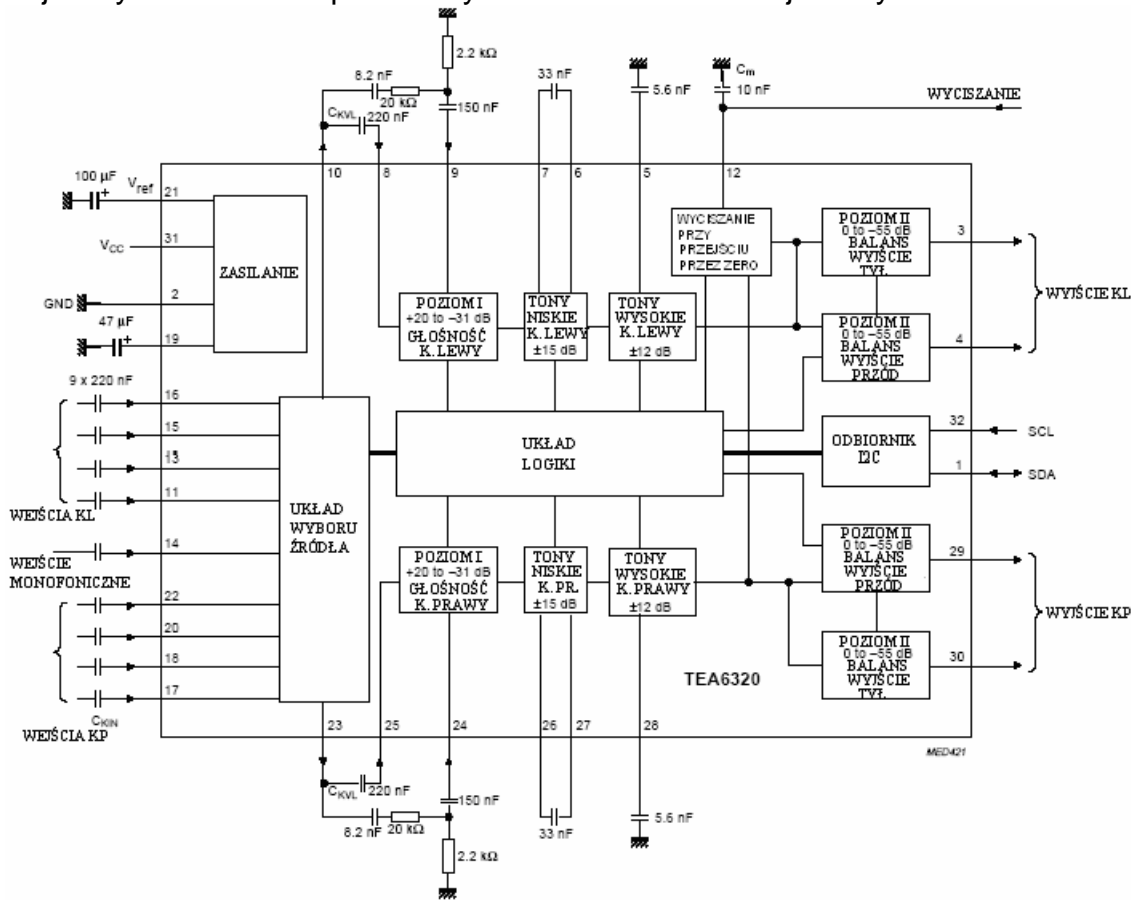 2.2 kΩ
8.2 nF
20 kΩ
150 nF
C_KVL 220 nF
33 nF
5.6 nF
C_m
10 nF
WYCISZANIE
10
8
9
7
6
5
12
100 µF
+
V_ref
21
V_CC
31
GND
2
47 µF
+
19
ZASILANIE
POZIOM I
+20 to −31 dB
GŁOŚNOŚĆ
K.LEWY
TONY
NISKIE
K.LEWY
±15 dB
TONY
WYSOKIE
K.LEWY
±12 dB
WYCISZANIE
PRZY
PRZEJŚCIU
PRZEZ ZERO
POZIOM II
0 to −55 dB
BALANS
WYJŚCIE
TYŁ
3
POZIOM II
0 to −55 dB
BALANS
WYJŚCIE
PRZÓD
4
WYJŚCIE KL
9 x 220 nF
16
15
13
11
WEJŚCIA KL
14
WEJŚCIE
MONOFONICZNE
22
20
18
17
C_KIN
WEJŚCIA KP
UKŁAD
WYBORU
ŹRÓDŁA
UKŁAD
LOGIKI
ODBIORNIK
I2C
32
SCL
1
SDA
POZIOM I
+20 to −31 dB
GŁOŚNOŚĆ
K.PRAWY
TONY
NISKIE
K.PR.
±15 dB
TONY
WYSOKIE
K.PRAWY
±12 dB
POZIOM II
0 to −55 dB
BALANS
WYJŚCIE
PRZÓD
29
POZIOM II
0 to −55 dB
BALANS
WYJŚCIE
TYŁ
30
WYJŚCIE KP
TEA6320
23
25
24
26
27
28
MED421
C_KVL 220 nF
150 nF
8.2 nF
20 kΩ
33 nF
5.6 nF
2.2 kΩ